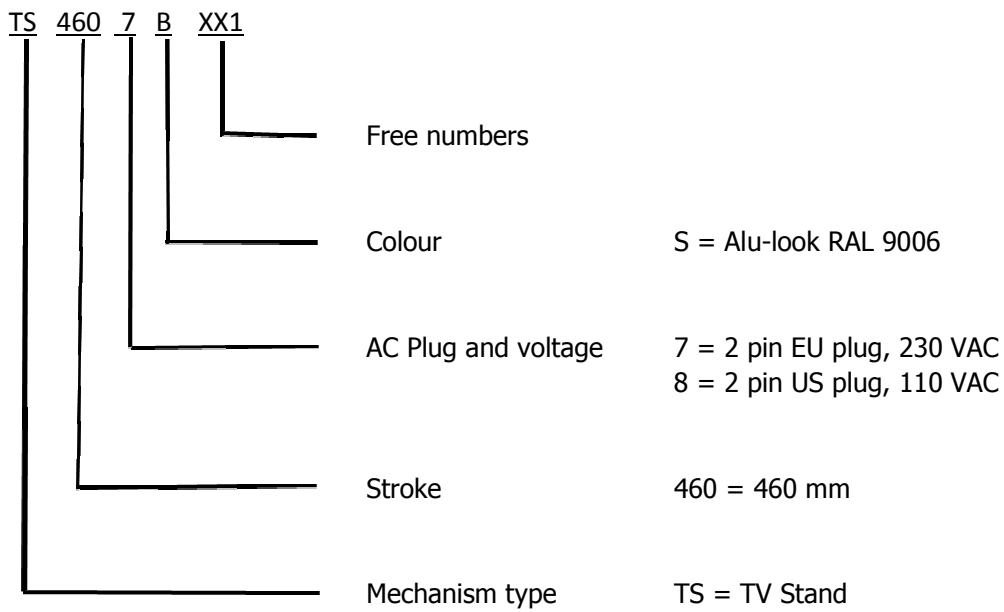 TS 460 7 B XX1
Free numbers
Colour S = Alu-look RAL 9006
AC Plug and voltage 7 = 2 pin EU plug, 230 VAC
8 = 2 pin US plug, 110 VAC
Stroke 460 = 460 mm
Mechanism type TS = TV Stand